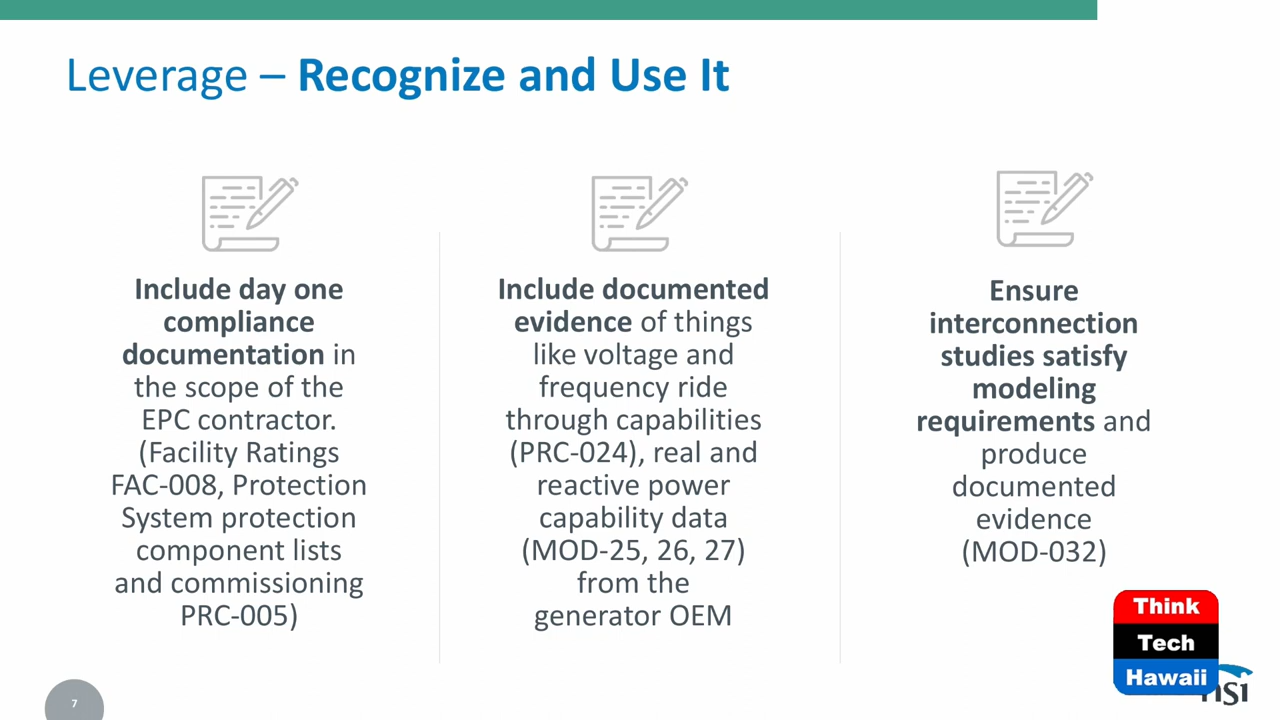 Leverage – Recognize and Use It
Include day one
compliance
documentation in
the scope of the
EPC contractor.
(Facility Ratings
FAC-008, Protection
System protection
component lists
and commissioning
PRC-005)
Include documented
evidence of things
like voltage and
frequency ride
through capabilities
(PRC-024), real and
reactive power
capability data
(MOD-25, 26, 27)
from the
generator OEM
Ensure
interconnection
studies satisfy
modeling
requirements and
produce
documented
evidence
(MOD-032)
Think
Tech
Hawaii
7